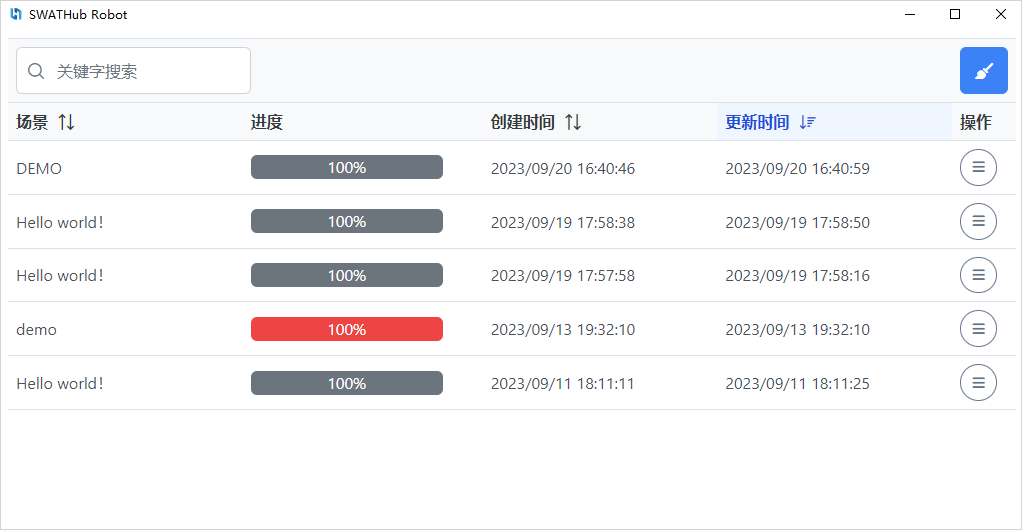 SWATHub Robot
关键字搜索
场景 进度 创建时间 更新时间 操作
DEMO 100% 2023/09/20 16:40:46 2023/09/20 16:40:59
Hello world! 100% 2023/09/19 17:58:38 2023/09/19 17:58:50
Hello world! 100% 2023/09/19 17:57:58 2023/09/19 17:58:16
demo 100% 2023/09/13 19:32:10 2023/09/13 19:32:10
Hello world! 100% 2023/09/11 18:11:11 2023/09/11 18:11:25